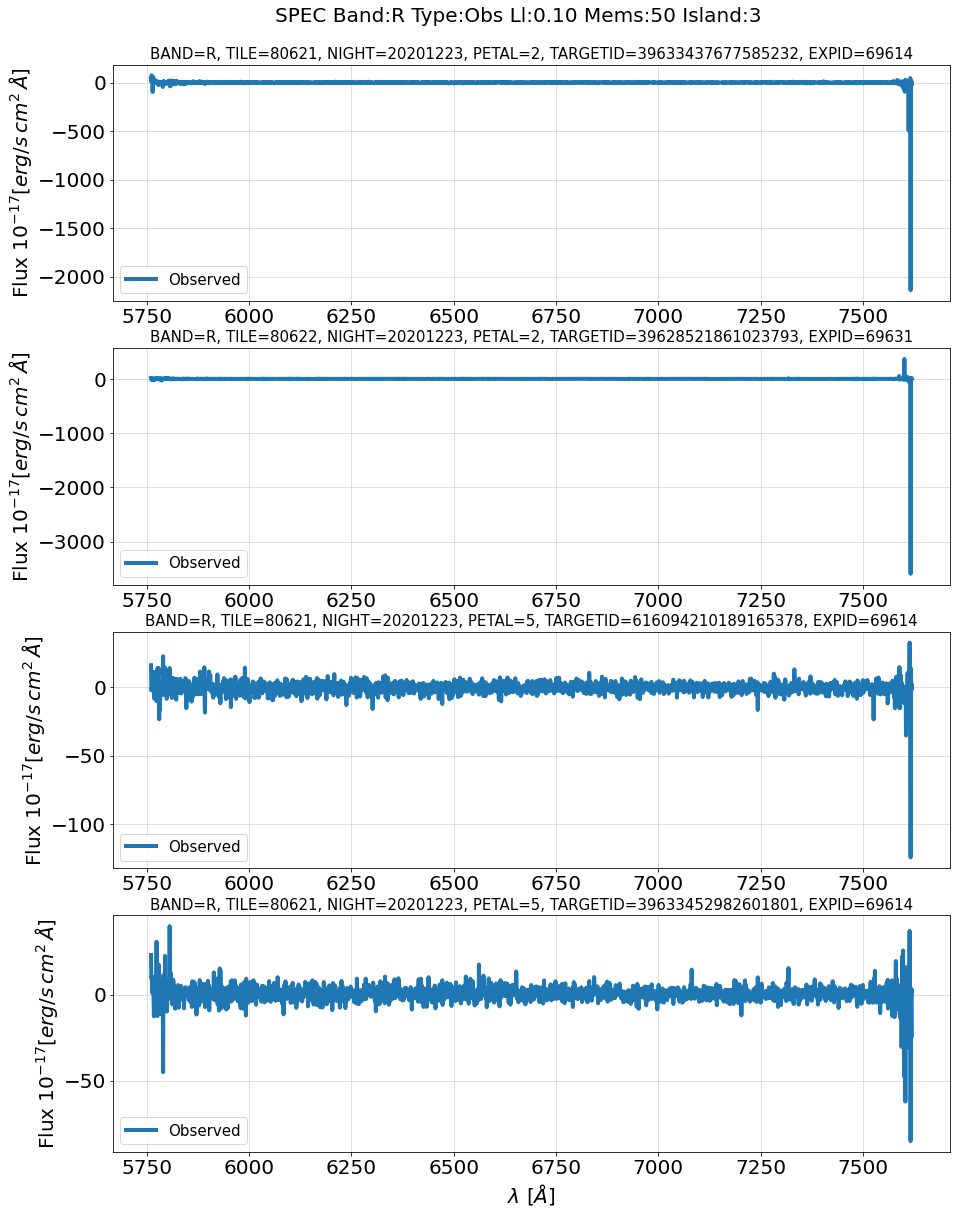 SPEC Band:R Type:Obs Ll:0.10 Mems:50 Island:3
BAND=R, TILE=80621, NIGHT=20201223, PETAL=2, TARGETID=39633437677585232, EXPID=69614
Flux 10^{-17}[erg/s cm^2 Å]
0
−500
−1000
−1500
−2000
Observed
5750 6000 6250 6500 6750 7000 7250 7500
BAND=R, TILE=80622, NIGHT=20201223, PETAL=2, TARGETID=39628521861023793, EXPID=69631
Flux 10^{-17}[erg/s cm^2 Å]
0
−1000
−2000
−3000
Observed
5750 6000 6250 6500 6750 7000 7250 7500
BAND=R, TILE=80621, NIGHT=20201223, PETAL=5, TARGETID=616094210189165378, EXPID=69614
Flux 10^{-17}[erg/s cm^2 Å]
0
−50
−100
Observed
5750 6000 6250 6500 6750 7000 7250 7500
BAND=R, TILE=80621, NIGHT=20201223, PETAL=5, TARGETID=39633452982601801, EXPID=69614
Flux 10^{-17}[erg/s cm^2 Å]
0
−50
Observed
5750 6000 6250 6500 6750 7000 7250 7500
λ [Å]